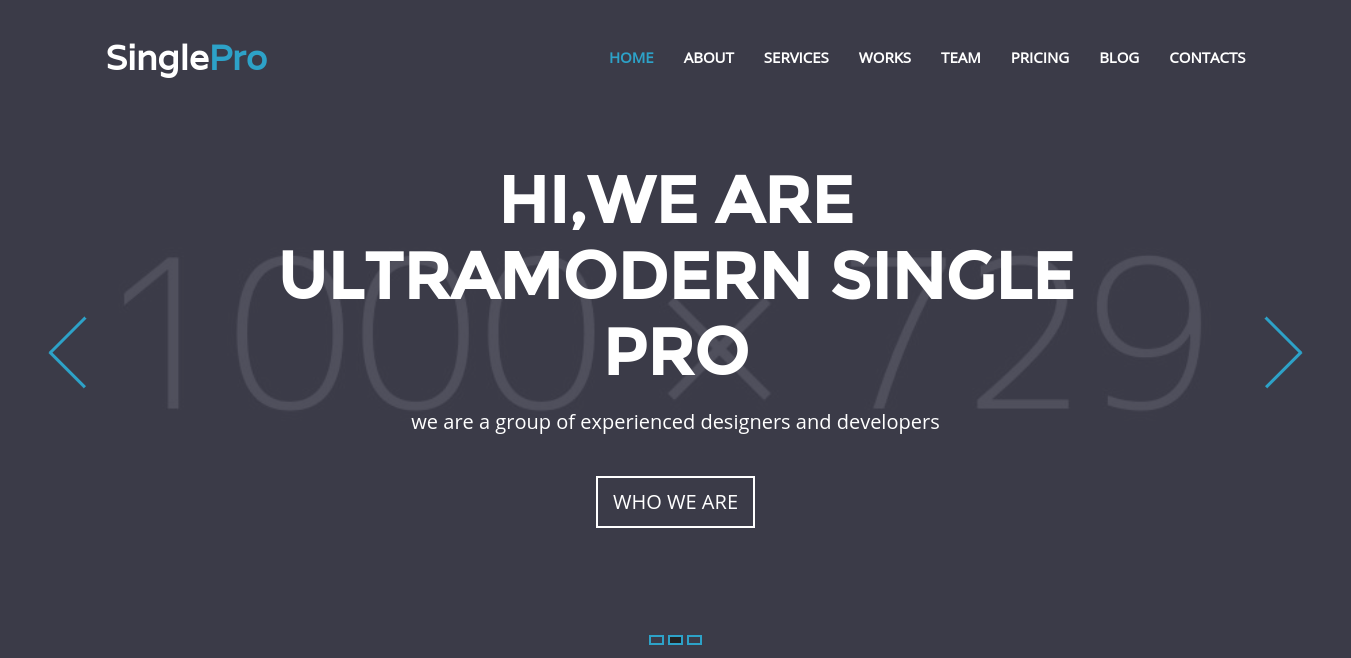 SinglePro
HOME ABOUT SERVICES WORKS TEAM PRICING BLOG CONTACTS
HI,WE ARE
ULTRAMODERN SINGLE
PRO
1000 × 729
we are a group of experienced designers and developers
WHO WE ARE